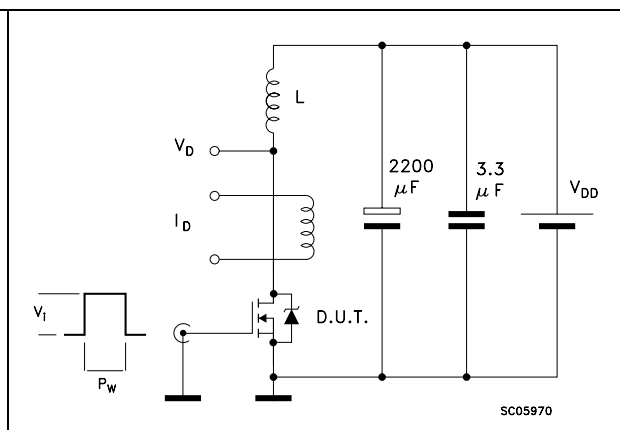 L
V_D
2200
μF
3.3
μF
V_DD
I_D
V_i
D.U.T.
P_W
SC05970